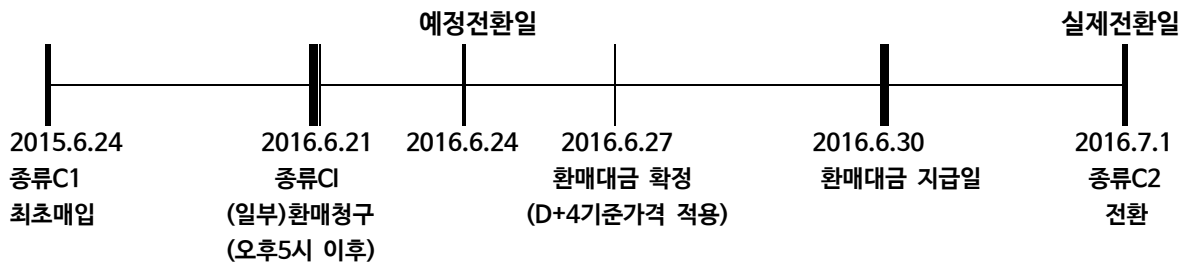 예정전환일 실제전환일
2015.6.24 2016.6.21 2016.6.24 2016.6.27 2016.6.30 2016.7.1
종류C1 종류CI 환매대금 확정 환매대금 지급일 종류C2
최초매입 (일부)환매청구 (D+4기준가격 적용) 전환
(오후5시 이후)